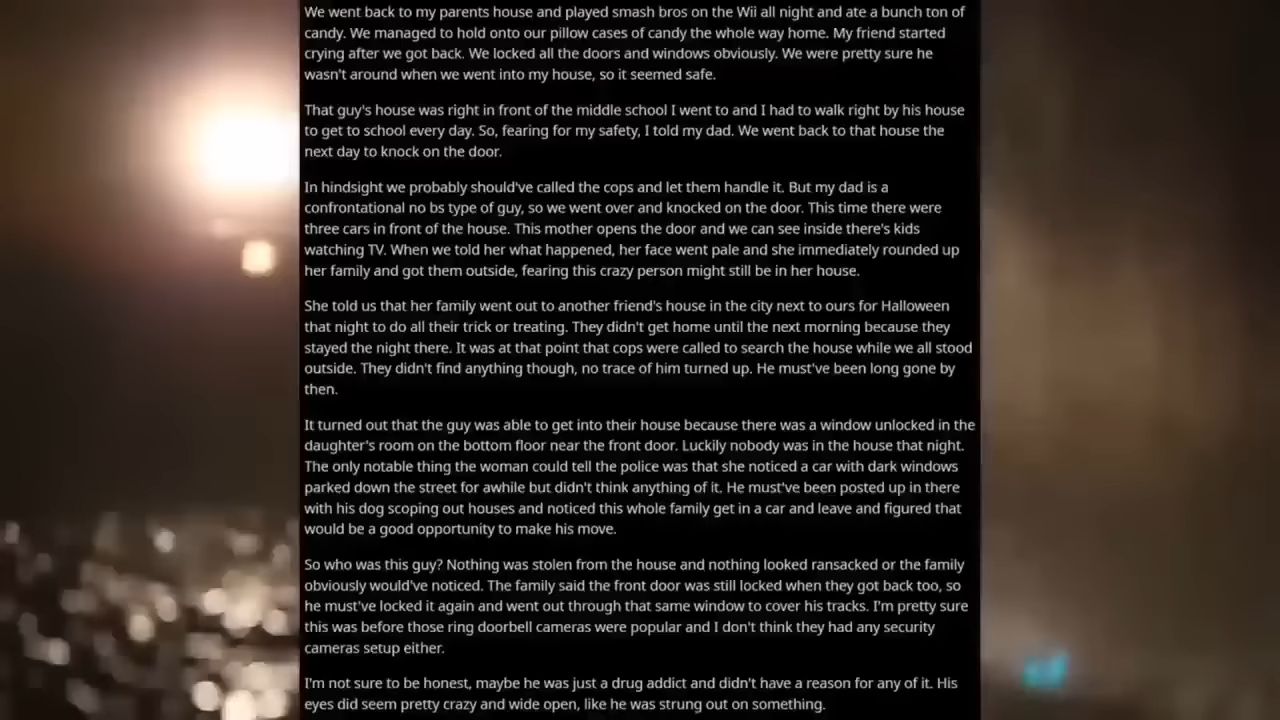 We went back to my parents house and played smash bros on the Wii all night and ate a bunch ton of
candy. We managed to hold onto our pillow cases of candy the whole way home. My friend started
crying after we got back. We locked all the doors and windows obviously. We were pretty sure he
wasn't around when we went into my house, so it seemed safe.
That guy's house was right in front of the middle school I went to and I had to walk right by his house
to get to school every day. So, fearing for my safety, I told my dad. We went back to that house the
next day to knock on the door.
In hindsight we probably should've called the cops and let them handle it. But my dad is a
confrontational no bs type of guy, so we went over and knocked on the door. This time there were
three cars in front of the house. This mother opens the door and we can see inside there's kids
watching TV. When we told her what happened, her face went pale and she immediately rounded up
her family and got them outside, fearing this crazy person might still be in her house.
She told us that her family went out to another friend's house in the city next to ours for Halloween
that night to do all their trick or treating. They didn't get home until the next morning because they
stayed the night there. It was at that point that cops were called to search the house while we all stood
outside. They didn't find anything though, no trace of him turned up. He must've been long gone by
then.
It turned out that the guy was able to get into their house because there was a window unlocked in the
daughter's room on the bottom floor near the front door. Luckily nobody was in the house that night.
The only notable thing the woman could tell the police was that she noticed a car with dark windows
parked down the street for awhile but didn't think anything of it. He must've been posted up in there
with his dog scoping out houses and noticed this whole family get in a car and leave and figured that
would be a good opportunity to make his move.
So who was this guy? Nothing was stolen from the house and nothing looked ransacked or the family
obviously would've noticed. The family said the front door was still locked when they got back too, so
he must've locked it again and went out through that same window to cover his tracks. I'm pretty sure
this was before those ring doorbell cameras were popular and I don't think they had any security
cameras setup either.
I'm not sure to be honest, maybe he was just a drug addict and didn't have a reason for any of it. His
eyes did seem pretty crazy and wide open, like he was strung out on something.